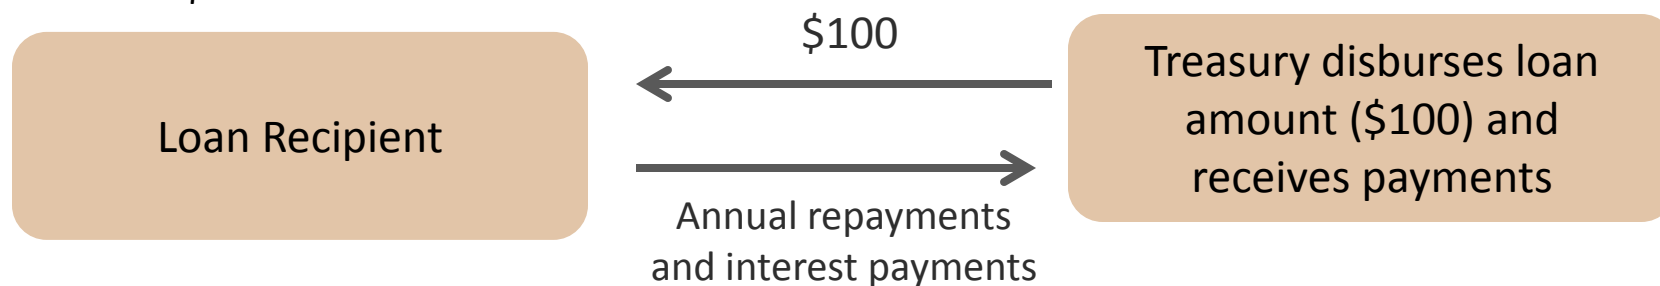 $100
Loan Recipient
Treasury disburses loan
amount ($100) and
receives payments
Annual repayments
and interest payments